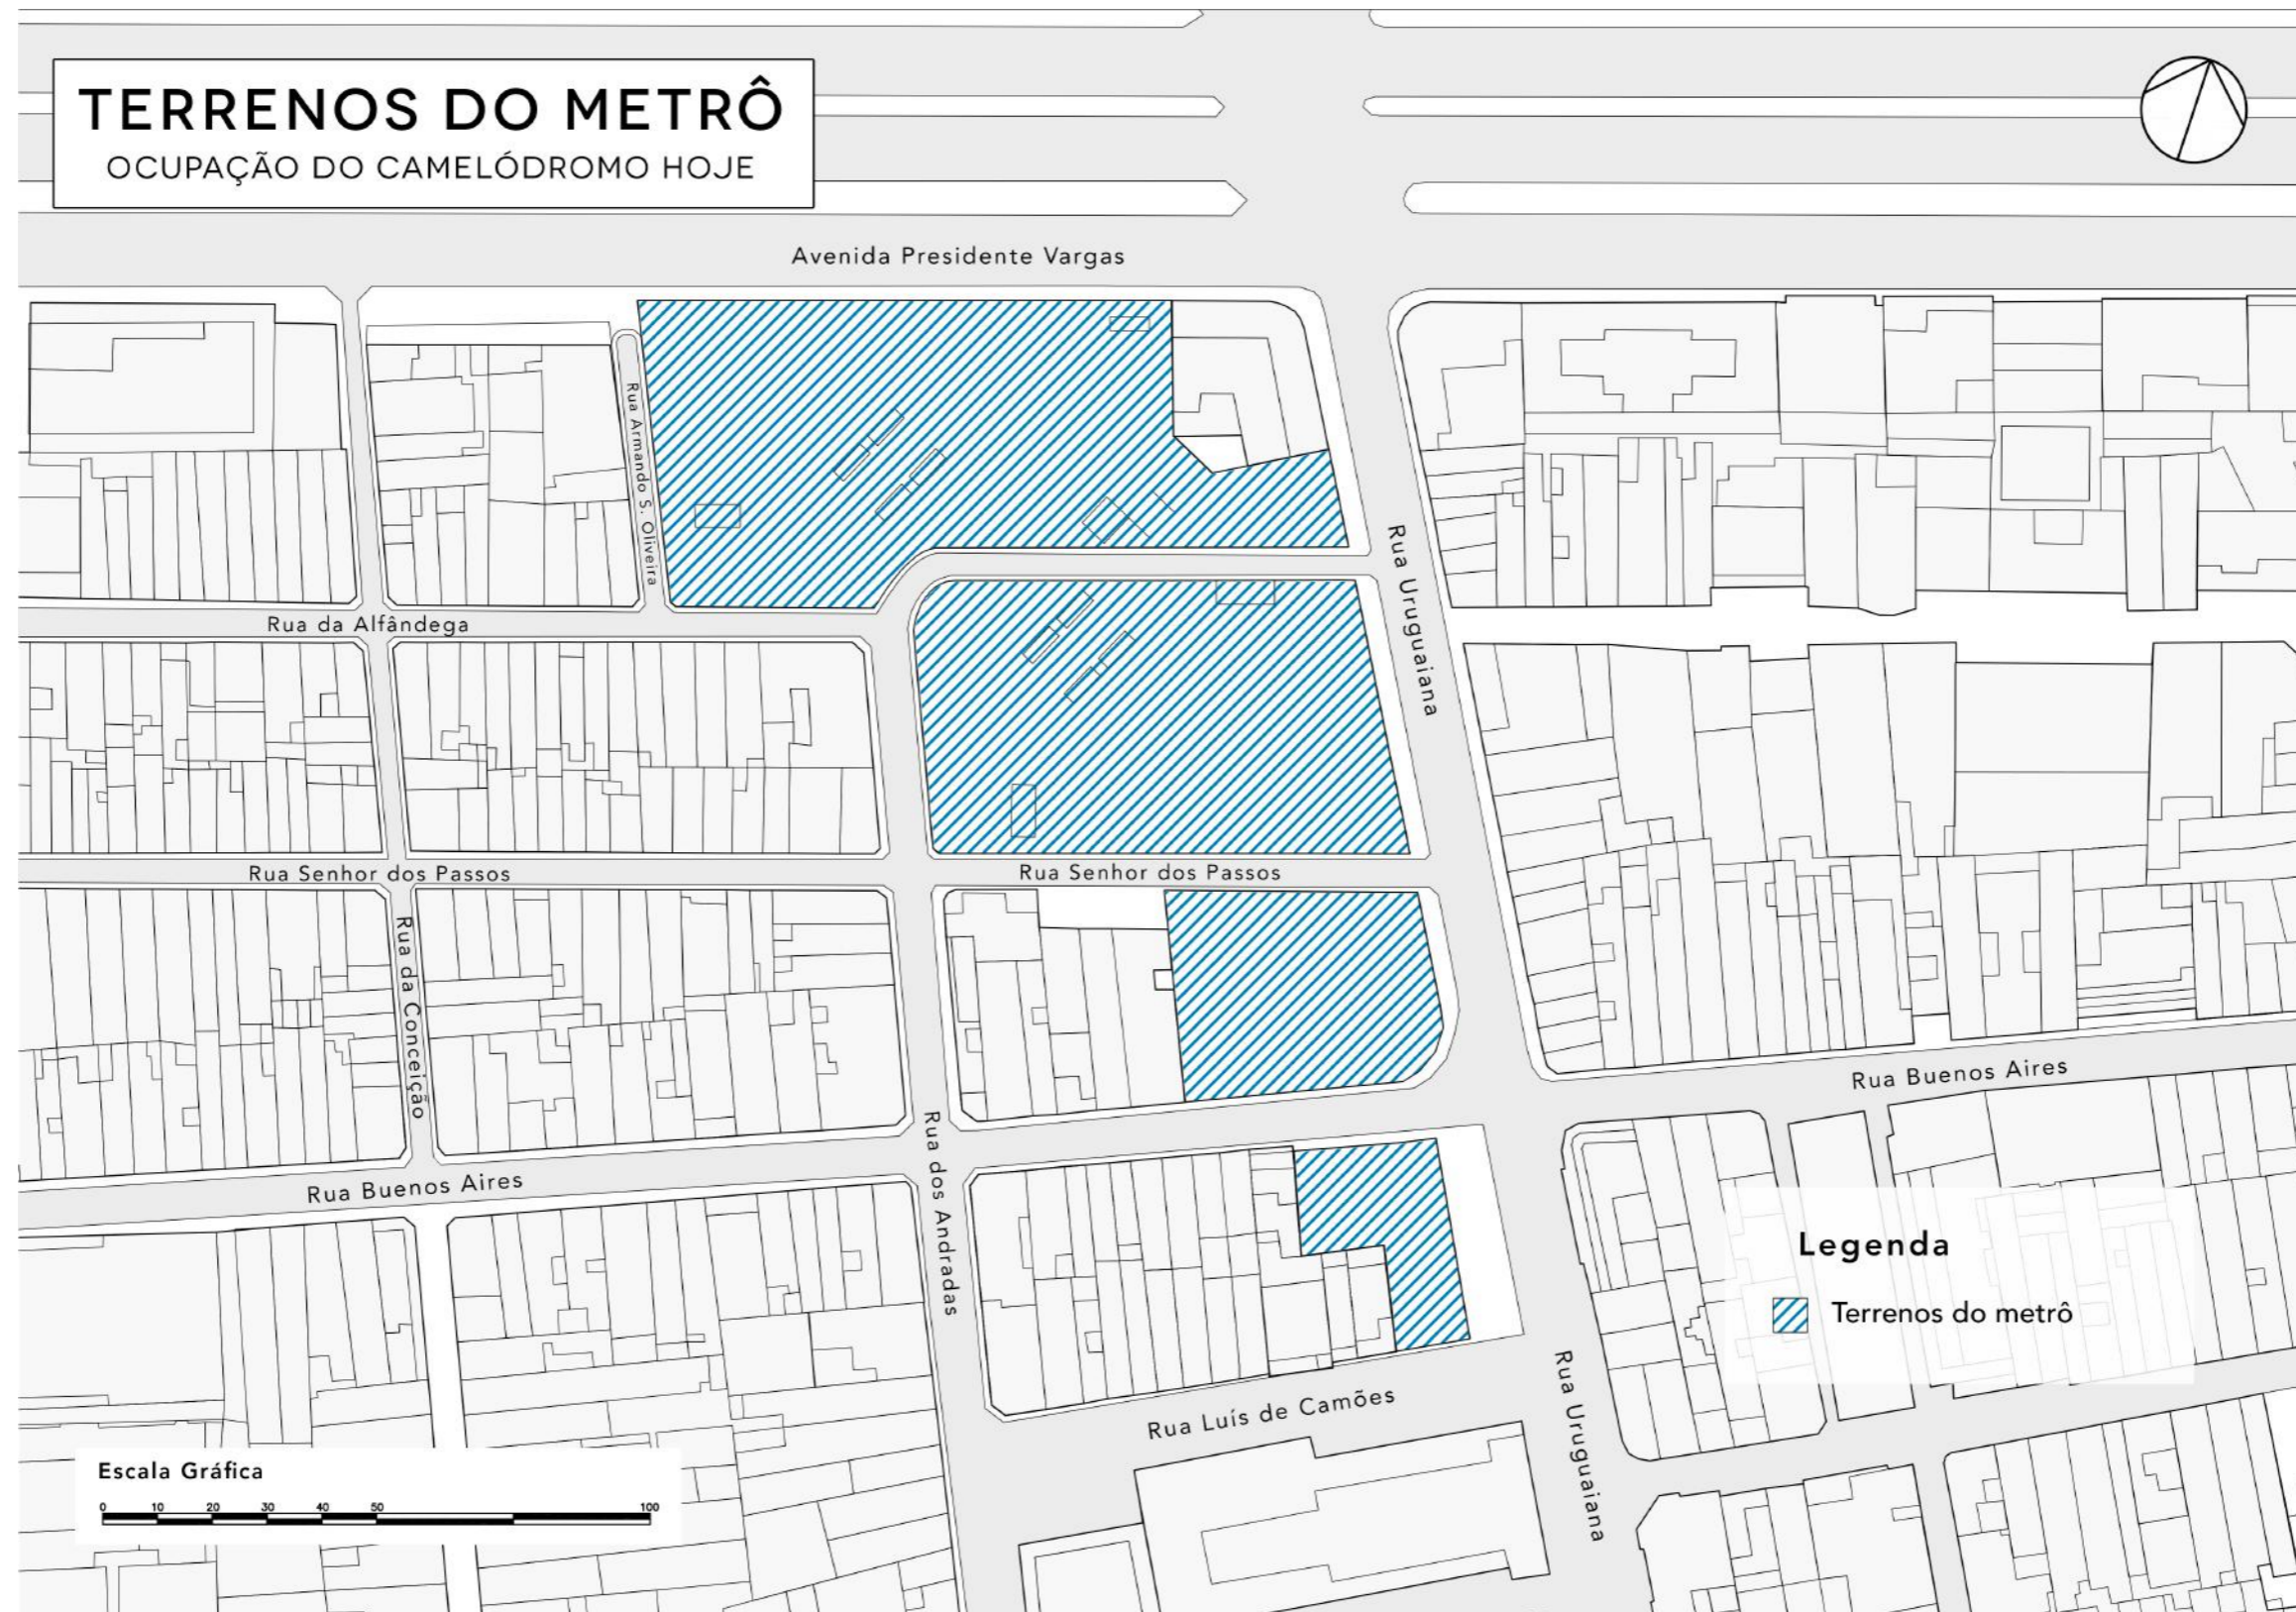 TERRENOS DO METRÔ
OCUPAÇÃO DO CAMELÓDROMO HOJE
Avenida Presidente Vargas
Rua Armando S. Oliveira
Rua Uruguaiana
Rua da Alfândega
Rua Senhor dos Passos
Rua Senhor dos Passos
Rua da Conceição
Rua Buenos Aires
Rua dos Andradas
Rua Buenos Aires
Legenda
Terrenos do metrô
Rua Luís de Camões
Rua Uruguaiana
Escala Gráfica
0 10 20 30 40 50 100